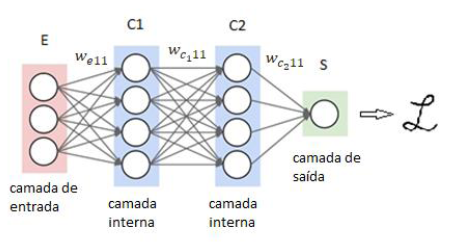 E
C1
C2
S
w_e11
w_c₁11
w_c₂11
ℒ
camada de
entrada
camada
interna
camada
interna
camada de
saída